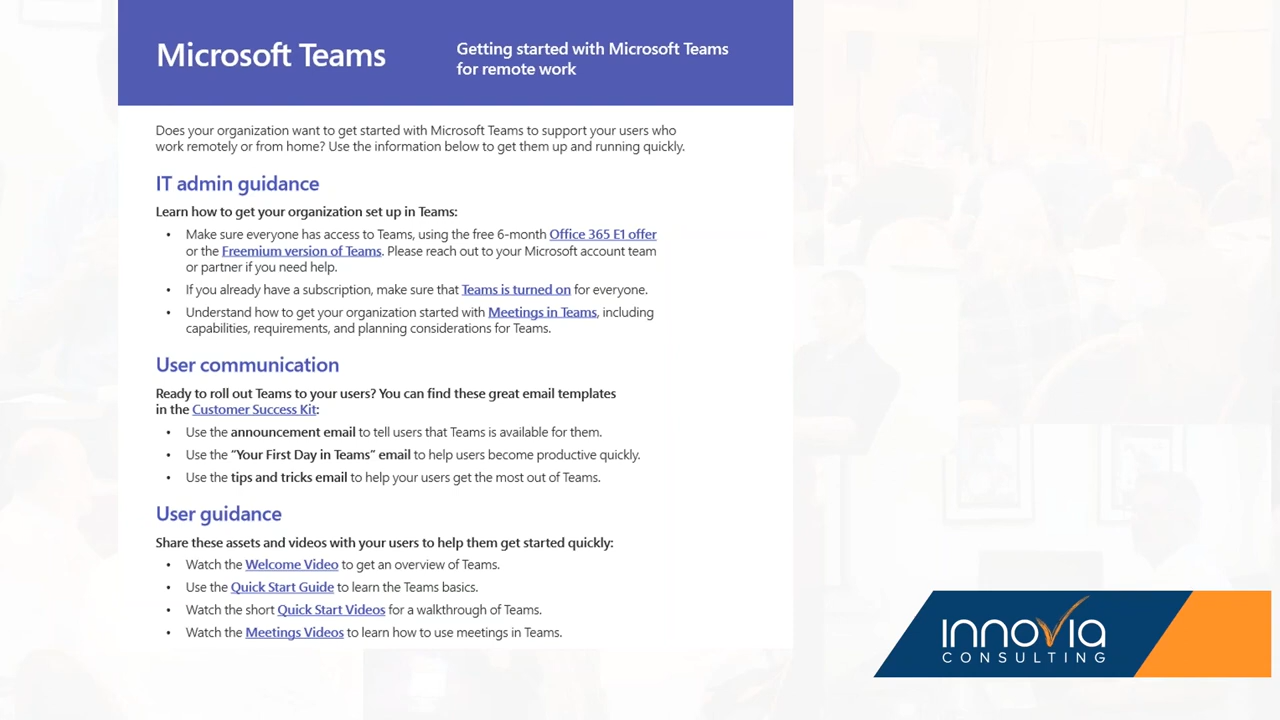 Microsoft Teams
Getting started with Microsoft Teams
for remote work
Does your organization want to get started with Microsoft Teams to support your users who
work remotely or from home? Use the information below to get them up and running quickly.
IT admin guidance
Learn how to get your organization set up in Teams:
• Make sure everyone has access to Teams, using the free 6-month Office 365 E1 offer
or the Freemium version of Teams. Please reach out to your Microsoft account team
or partner if you need help.
• If you already have a subscription, make sure that Teams is turned on for everyone.
• Understand how to get your organization started with Meetings in Teams, including
capabilities, requirements, and planning considerations for Teams.
User communication
Ready to roll out Teams to your users? You can find these great email templates
in the Customer Success Kit:
• Use the announcement email to tell users that Teams is available for them.
• Use the “Your First Day in Teams” email to help users become productive quickly.
• Use the tips and tricks email to help your users get the most out of Teams.
User guidance
Share these assets and videos with your users to help them get started quickly:
• Watch the Welcome Video to get an overview of Teams.
• Use the Quick Start Guide to learn the Teams basics.
• Watch the short Quick Start Videos for a walkthrough of Teams.
• Watch the Meetings Videos to learn how to use meetings in Teams.
INNOVIA
CONSULTING